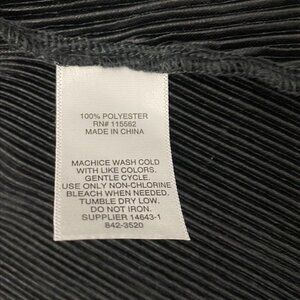 100% POLYESTER
RN# 115562
MADE IN CHINA
MACHICE WASH COLD
WITH LIKE COLORS.
GENTLE CYCLE.
USE ONLY NON-CHLORINE
BLEACH WHEN NEEDED.
TUMBLE DRY LOW.
DO NOT IRON.
SUPPLIER 14643-1
842-3520